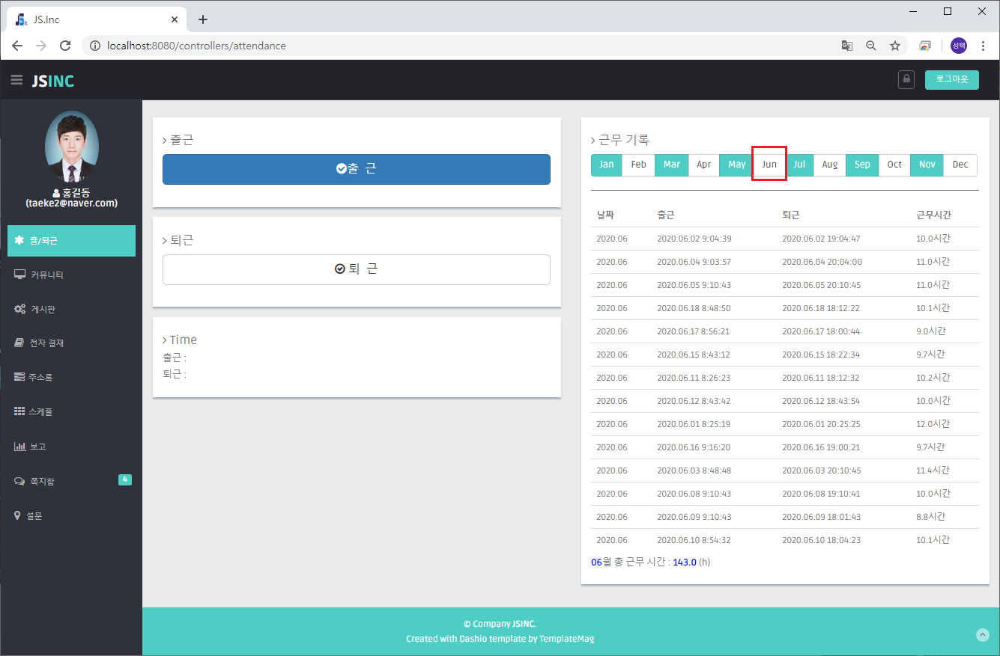 JS.Inc
localhost:8080/controllers/attendance
성택
JSINC
로그아웃
홍길동
(taeke2@naver.com)
출/퇴근
커뮤니티
게시판
전자 결재
주소록
스케쥴
보고
쪽지함
4
설문
출근
출 근
퇴근
퇴 근
Time
출근 :
퇴근 :
근무 기록
Jan Feb Mar Apr May Jun Jul Aug Sep Oct Nov Dec
날짜 출근 퇴근 근무시간
2020.06 2020.06.02 9:04:39 2020.06.02 19:04:47 10.0시간
2020.06 2020.06.04 9:03:57 2020.06.04 20:04:00 11.0시간
2020.06 2020.06.05 9:10:43 2020.06.05 20:10:45 11.0시간
2020.06 2020.06.18 8:48:50 2020.06.18 18:12:22 10.1시간
2020.06 2020.06.17 8:56:21 2020.06.17 18:00:44 9.0시간
2020.06 2020.06.15 8:43:12 2020.06.15 18:22:34 9.7시간
2020.06 2020.06.11 8:26:23 2020.06.11 18:12:32 10.2시간
2020.06 2020.06.12 8:43:42 2020.06.12 18:43:54 10.0시간
2020.06 2020.06.01 8:25:19 2020.06.01 20:25:25 12.0시간
2020.06 2020.06.16 9:16:20 2020.06.16 19:00:21 9.7시간
2020.06 2020.06.03 8:48:48 2020.06.03 20:10:45 11.4시간
2020.06 2020.06.08 9:10:43 2020.06.08 19:10:41 10.0시간
2020.06 2020.06.09 9:10:43 2020.06.09 18:01:43 8.8시간
2020.06 2020.06.10 8:54:32 2020.06.10 18:04:23 10.1시간
06월 총 근무 시간 : 143.0 (h)
© Company JSINC.
Created with Dashio template by TemplateMag